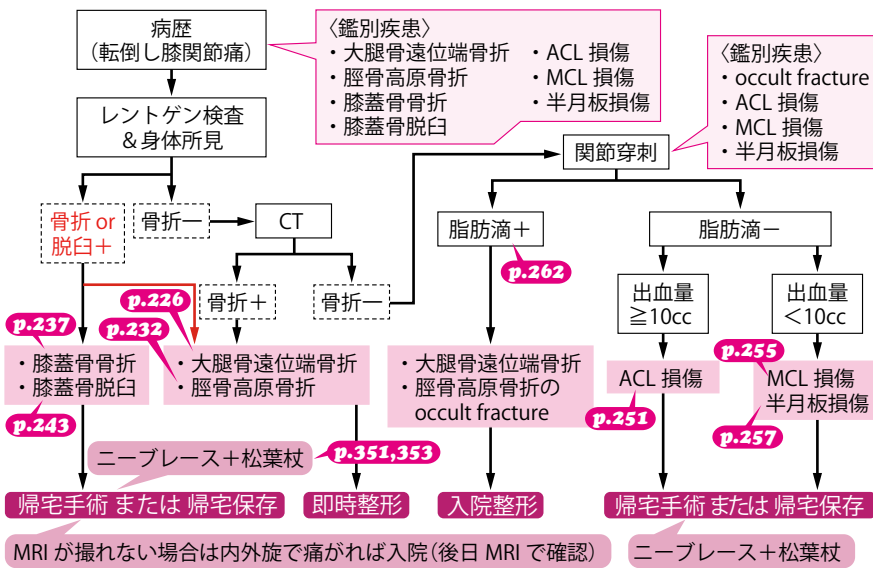 病歴
（転倒し膝関節痛）
〈鑑別疾患〉
・大腿骨遠位端骨折
・脛骨高原骨折
・膝蓋骨骨折
・膝蓋骨脱臼
・ACL 損傷
・MCL 損傷
・半月板損傷
〈鑑別疾患〉
・occult fracture
・ACL 損傷
・MCL 損傷
・半月板損傷
レントゲン検査
＆身体所見
関節穿刺
骨折 or
脱臼＋
骨折－
CT
脂肪滴＋
脂肪滴－
p.262
骨折＋
骨折－
出血量
≧10cc
出血量
＜10cc
p.237
p.226
p.232
p.255
・膝蓋骨骨折
・膝蓋骨脱臼
・大腿骨遠位端骨折
・脛骨高原骨折
・大腿骨遠位端骨折
・脛骨高原骨折の
occult fracture
ACL 損傷
MCL 損傷
半月板損傷
p.243
p.251
p.257
ニーブレース＋松葉杖
p.351,353
帰宅手術 または 帰宅保存
即時整形
入院整形
帰宅手術 または 帰宅保存
MRI が撮れない場合は内外旋で痛がれば入院（後日 MRI で確認）
ニーブレース＋松葉杖